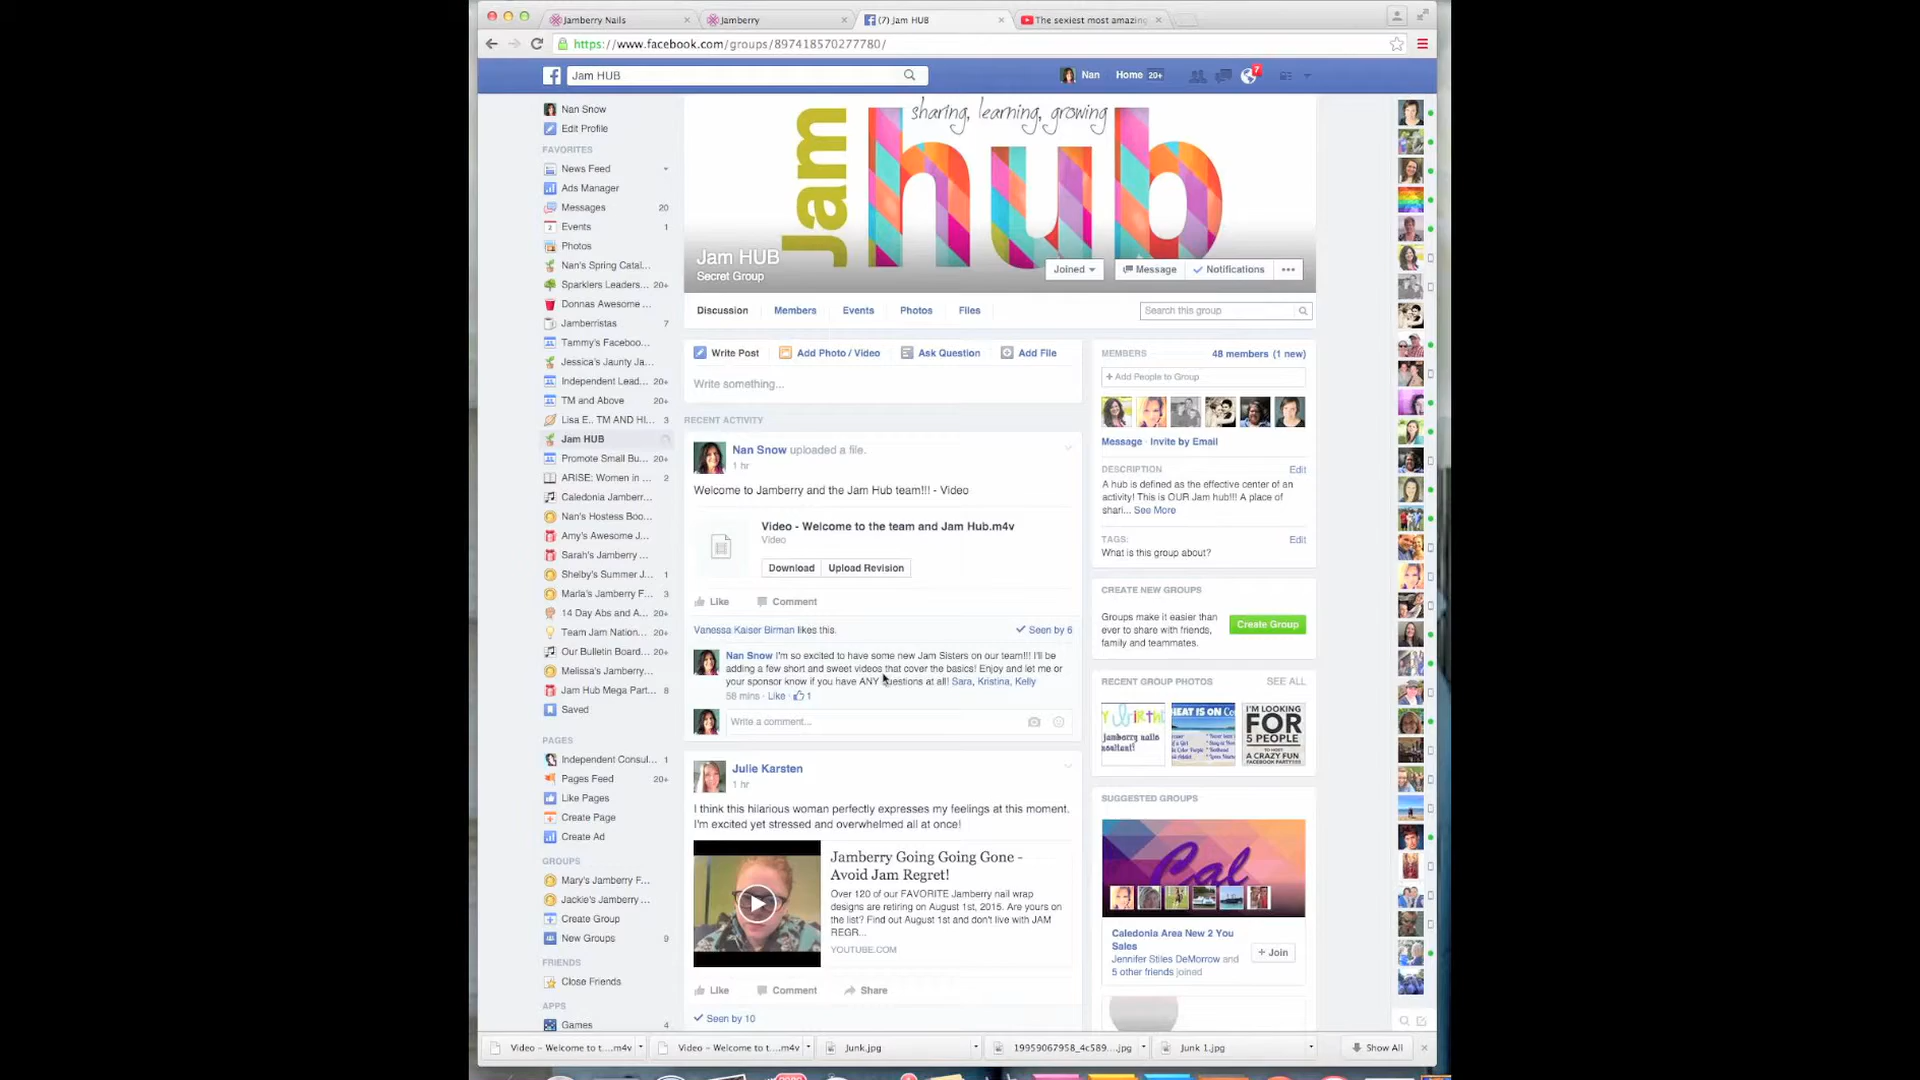 Jamberry Nails
Jamberry
(7) Jam HUB
The sexiest most amazing
https://www.facebook.com/groups/897418570277780/
Jam HUB
Nan
Home 20+
7
Nan Snow
Edit Profile
FAVORITES
News Feed
Ads Manager
Messages 20
Events 1
Photos
Nan's Spring Catal...
Sparklers Leaders... 20+
Donnas Awesome ...
Jamberristas 7
Tammy's Faceboo...
Jessica's Jaunty Ja...
Independent Lead... 20+
TM and Above 20+
Lisa E.. TM AND HI... 3
Jam HUB
Promote Small Bu... 20+
ARISE: Women in ... 2
Caledonia Jamberr...
Nan's Hostess Boo...
Amy's Awesome J...
Sarah's Jamberry ...
Shelby's Summer J... 1
Marla's Jamberry F... 3
14 Day Abs and A... 20+
Team Jam Nation... 20+
Our Bulletin Board... 20+
Melissa's Jamberry...
Jam Hub Mega Part... 8
Saved
PAGES
Independent Consul... 1
Pages Feed 20+
Like Pages
Create Page
Create Ad
GROUPS
Mary's Jamberry F...
Jackie's Jamberry ...
Create Group
New Groups 9
FRIENDS
Close Friends
APPS
Games 4
sharing, learning, growing
Jam
hub
Jam HUB
Secret Group
Joined
Message
Notifications
Discussion
Members
Events
Photos
Files
Search this group
Write Post
Add Photo / Video
Ask Question
Add File
Write something...
RECENT ACTIVITY
Nan Snow uploaded a file.
1 hr
Welcome to Jamberry and the Jam Hub team!!! - Video
Video - Welcome to the team and Jam Hub.m4v
Video
Download
Upload Revision
Like
Comment
Vanessa Kaiser Birman likes this.
Seen by 6
Nan Snow I'm so excited to have some new Jam Sisters on our team!!! I'll be
adding a few short and sweet videos that cover the basics! Enjoy and let me or
your sponsor know if you have ANY questions at all! Sara, Kristina, Kelly
58 mins · Like · 1
Write a comment...
Julie Karsten
1 hr
I think this hilarious woman perfectly expresses my feelings at this moment.
I'm excited yet stressed and overwhelmed all at once!
Jamberry Going Going Gone -
Avoid Jam Regret!
Over 120 of our FAVORITE Jamberry nail wrap
designs are retiring on August 1st, 2015. Are yours on
the list? Find out August 1st and don't live with JAM
REGR...
YOUTUBE.COM
Like
Comment
Share
Seen by 10
MEMBERS
48 members (1 new)
+ Add People to Group
Message · Invite by Email
DESCRIPTION
Edit
A hub is defined as the effective center of an
activity! This is OUR Jam hub!!! A place of
shari... See More
TAGS:
Edit
What is this group about?
CREATE NEW GROUPS
Groups make it easier than
ever to share with friends,
family and teammates.
Create Group
RECENT GROUP PHOTOS
SEE ALL
jamberry nails
HEAT IS ON
I'M LOOKING
FOR
5 PEOPLE
TO HOST
A CRAZY FUN
FACEBOOK PARTY!!!
SUGGESTED GROUPS
Cal
Caledonia Area New 2 You
Sales
Jennifer Stiles DeMorrow and
5 other friends joined
+ Join
Video – Welcome to t....m4v
Video – Welcome to t....m4v
Junk.jpg
19959067958_4c589....jpg
Junk 1.jpg
Show All